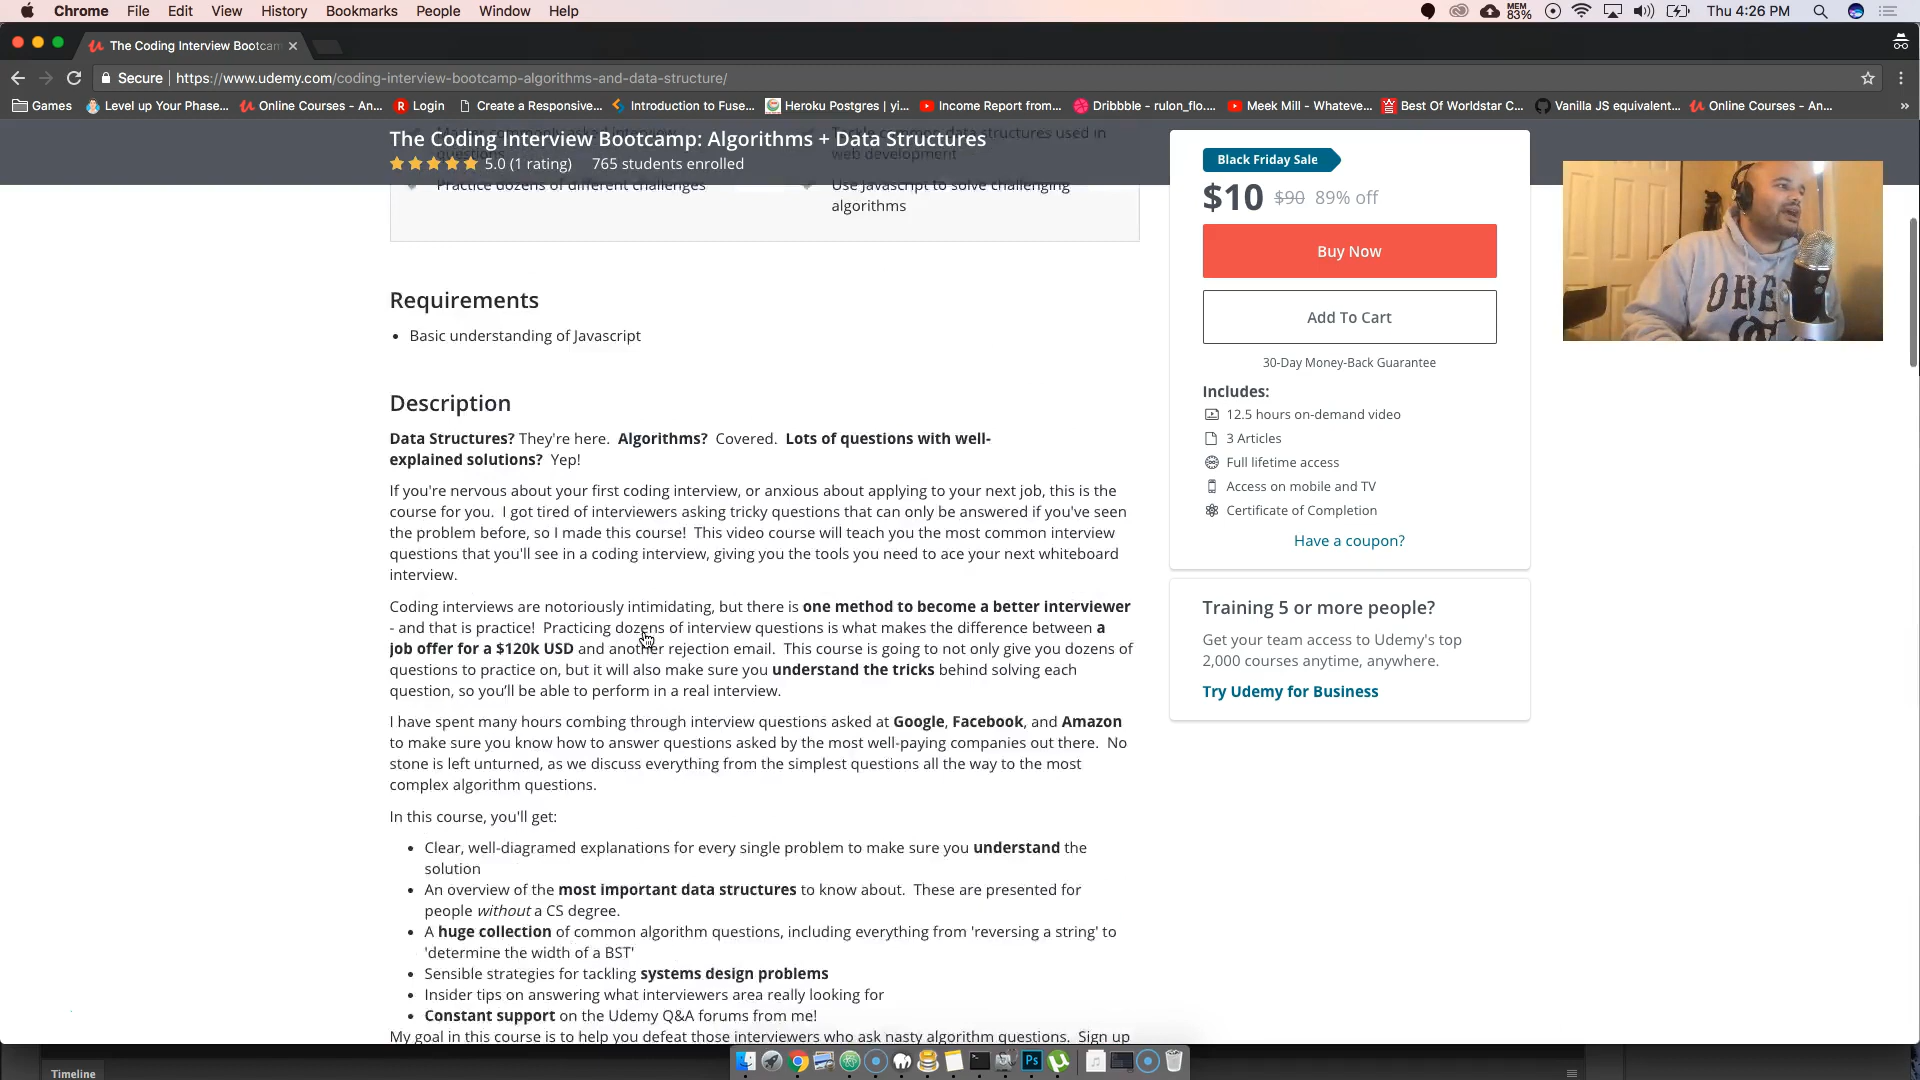 Chrome File Edit View History Bookmarks People Window Help
MEM 83% Thu 4:26 PM
The Coding Interview Bootcam
Secure https://www.udemy.com/coding-interview-bootcamp-algorithms-and-data-structure/
Games Level up Your Phase... Online Courses - An... Login Create a Responsive... Introduction to Fuse... Heroku Postgres | yi... Income Report from... Dribbble - rulon_flo.... Meek Mill - Whateve... Best Of Worldstar C... Vanilla JS equivalent... Online Courses - An... »
The Coding Interview Bootcamp: Algorithms + Data Structures
5.0 (1 rating) 765 students enrolled
questions
Practice dozens of different challenges
Tackle common data structures used in
web development
Use Javascript to solve challenging
algorithms
Requirements
Basic understanding of Javascript
Description
Data Structures? They're here. Algorithms? Covered. Lots of questions with well-
explained solutions? Yep!
If you're nervous about your first coding interview, or anxious about applying to your next job, this is the
course for you. I got tired of interviewers asking tricky questions that can only be answered if you've seen
the problem before, so I made this course! This video course will teach you the most common interview
questions that you'll see in a coding interview, giving you the tools you need to ace your next whiteboard
interview.
Coding interviews are notoriously intimidating, but there is one method to become a better interviewer
- and that is practice! Practicing dozens of interview questions is what makes the difference between a
job offer for a $120k USD and another rejection email. This course is going to not only give you dozens of
questions to practice on, but it will also make sure you understand the tricks behind solving each
question, so you'll be able to perform in a real interview.
I have spent many hours combing through interview questions asked at Google, Facebook, and Amazon
to make sure you know how to answer questions asked by the most well-paying companies out there. No
stone is left unturned, as we discuss everything from the simplest questions all the way to the most
complex algorithm questions.
In this course, you'll get:
Clear, well-diagramed explanations for every single problem to make sure you understand the
solution
An overview of the most important data structures to know about. These are presented for
people without a CS degree.
A huge collection of common algorithm questions, including everything from 'reversing a string' to
'determine the width of a BST'
Sensible strategies for tackling systems design problems
Insider tips on answering what interviewers area really looking for
Constant support on the Udemy Q&A forums from me!
My goal in this course is to help you defeat those interviewers who ask nasty algorithm questions. Sign up
Black Friday Sale
$10 $90 89% off
Buy Now
Add To Cart
30-Day Money-Back Guarantee
Includes:
12.5 hours on-demand video
3 Articles
Full lifetime access
Access on mobile and TV
Certificate of Completion
Have a coupon?
Training 5 or more people?
Get your team access to Udemy's top
2,000 courses anytime, anywhere.
Try Udemy for Business
OBEY
Ps
Timeline